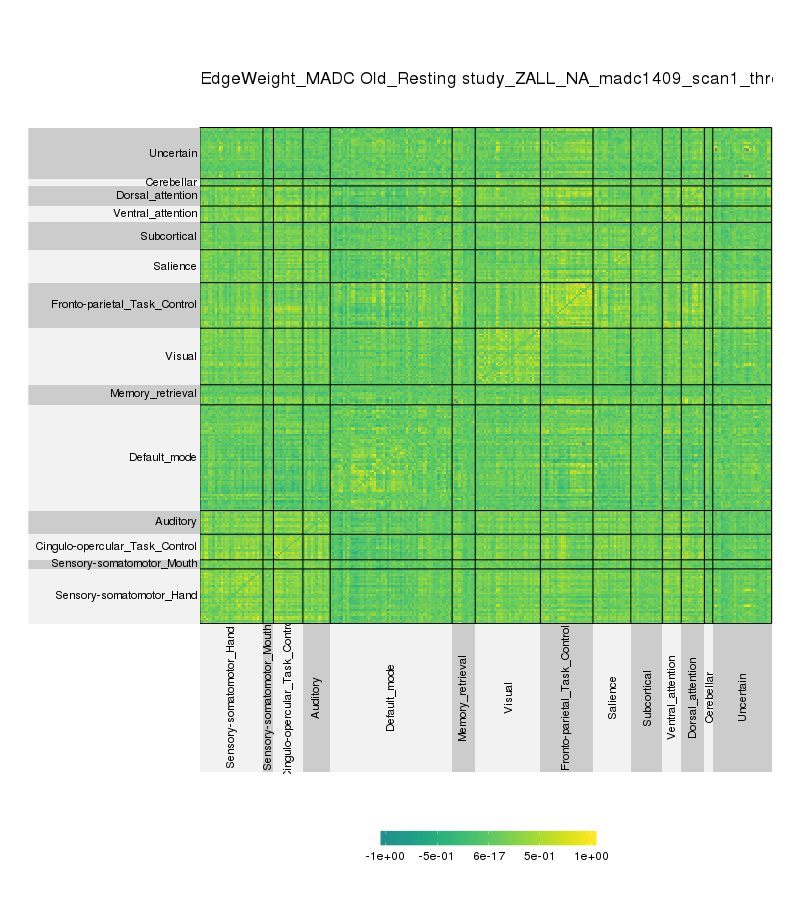 EdgeWeight_MADC Old_Resting study_ZALL_NA_madc1409_scan1_thr
Uncertain
Cerebellar
Dorsal_attention
Ventral_attention
Subcortical
Salience
Fronto-parietal_Task_Control
Visual
Memory_retrieval
Default_mode
Auditory
Cingulo-opercular_Task_Control
Sensory-somatomotor_Mouth
Sensory-somatomotor_Hand
Sensory-somatomotor_Hand
Sensory-somatomotor_Mouth
Cingulo-opercular_Task_Contro
Auditory
Default_mode
Memory_retrieval
Visual
Fronto-parietal_Task_Control
Salience
Subcortical
Ventral_attention
Dorsal_attention
Cerebellar
Uncertain
-1e+00 -5e-01 6e-17 5e-01 1e+00